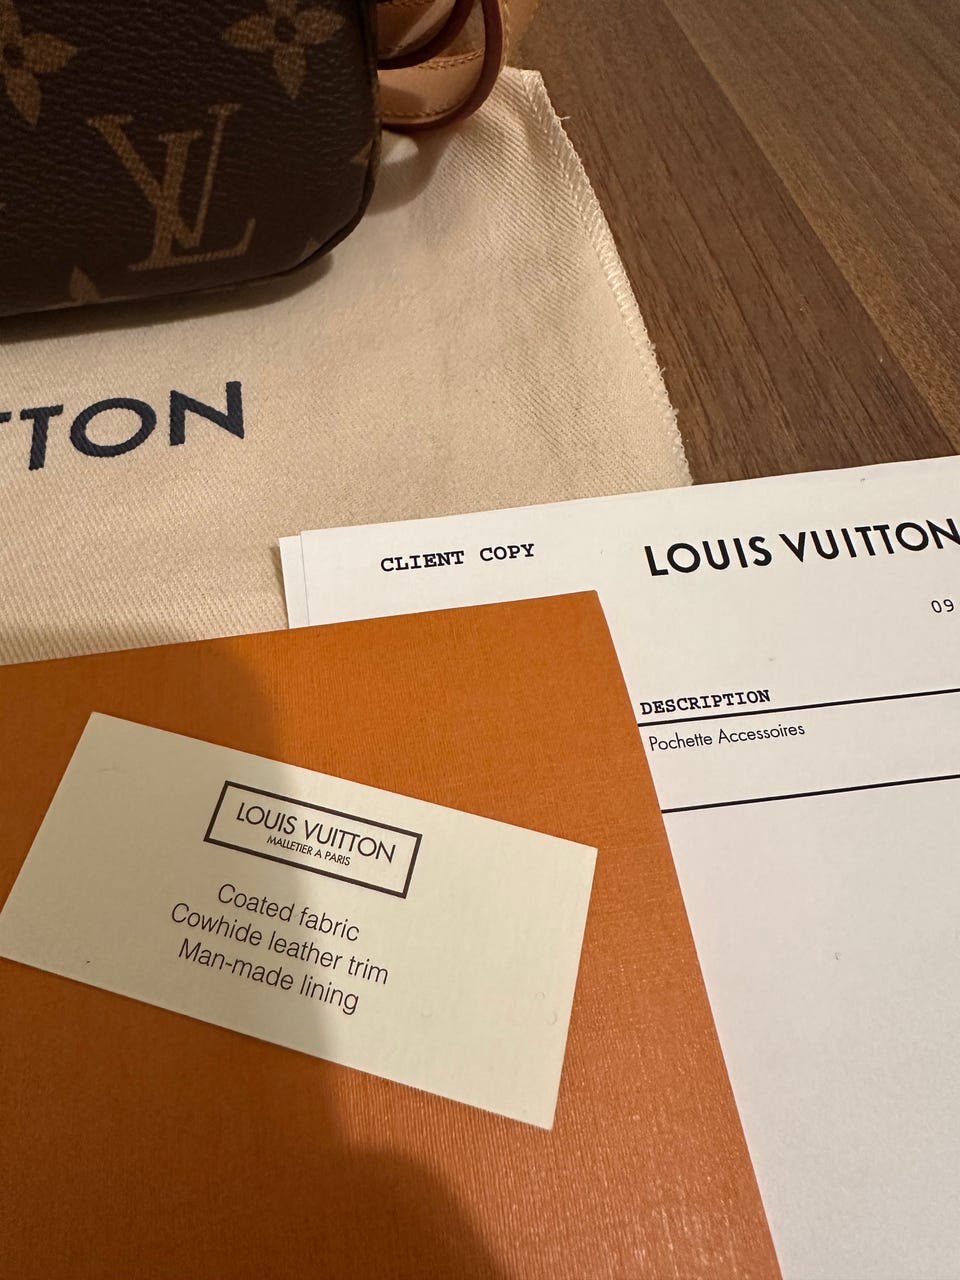 LV
TTON
CLIENT COPY
LOUIS VUITTON
09
DESCRIPTION
Pochette Accessoires
LOUIS VUITTON
MALLETIER A PARIS
Coated fabric
Cowhide leather trim
Man-made lining